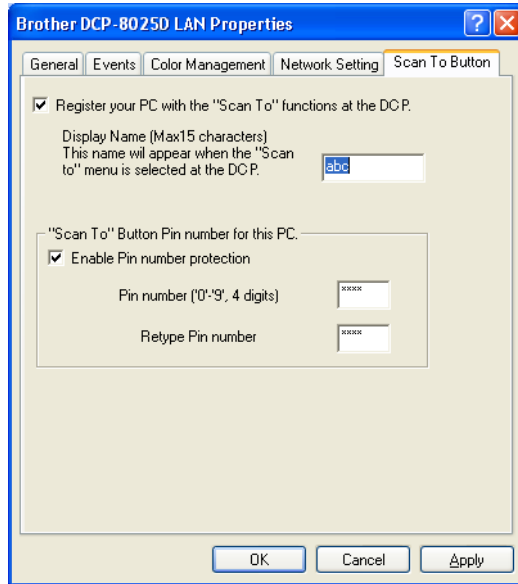 Brother DCP-8025D LAN Properties
General Events Color Management Network Setting Scan To Button
Register your PC with the "Scan To" functions at the DCP.
Display Name (Max15 characters)
This name will appear when the "Scan
to" menu is selected at the DCP.
abc
"Scan To" Button Pin number for this PC.
Enable Pin number protection
Pin number ('0'-'9', 4 digits)
****
Retype Pin number
****
OK Cancel Apply